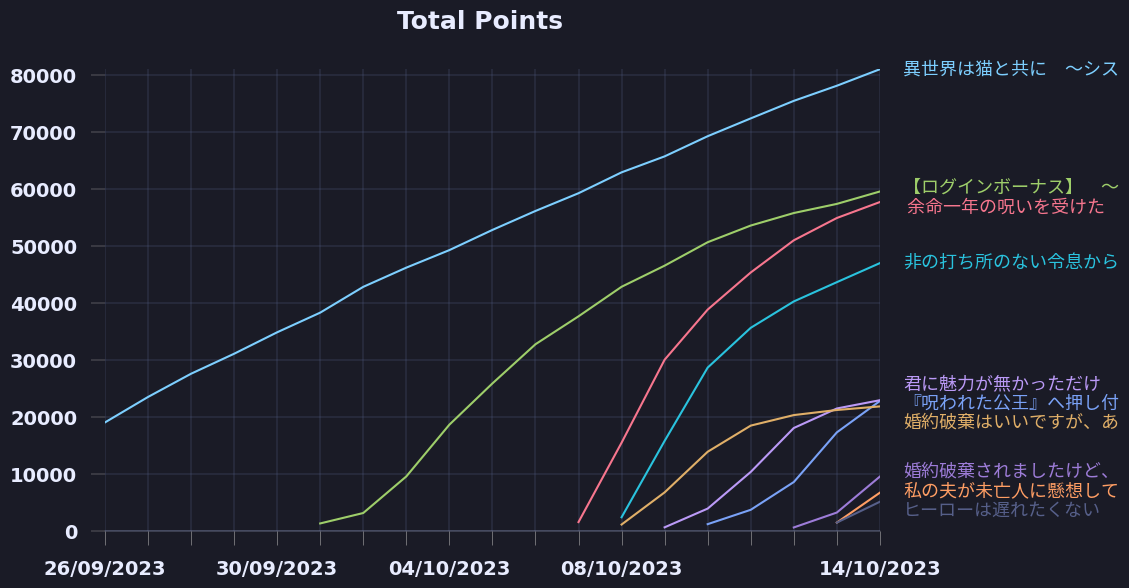 Total Points
80000
70000
60000
50000
40000
30000
20000
10000
0
26/09/2023
30/09/2023
04/10/2023
08/10/2023
14/10/2023
異世界は猫と共に　～シス
【ログインボーナス】　～
余命一年の呪いを受けた
非の打ち所のない令息から
君に魅力が無かっただけ
『呪われた公王』へ押し付
婚約破棄はいいですが、あ
婚約破棄されましたけど、
私の夫が未亡人に懸想して
ヒーローは遅れたくない